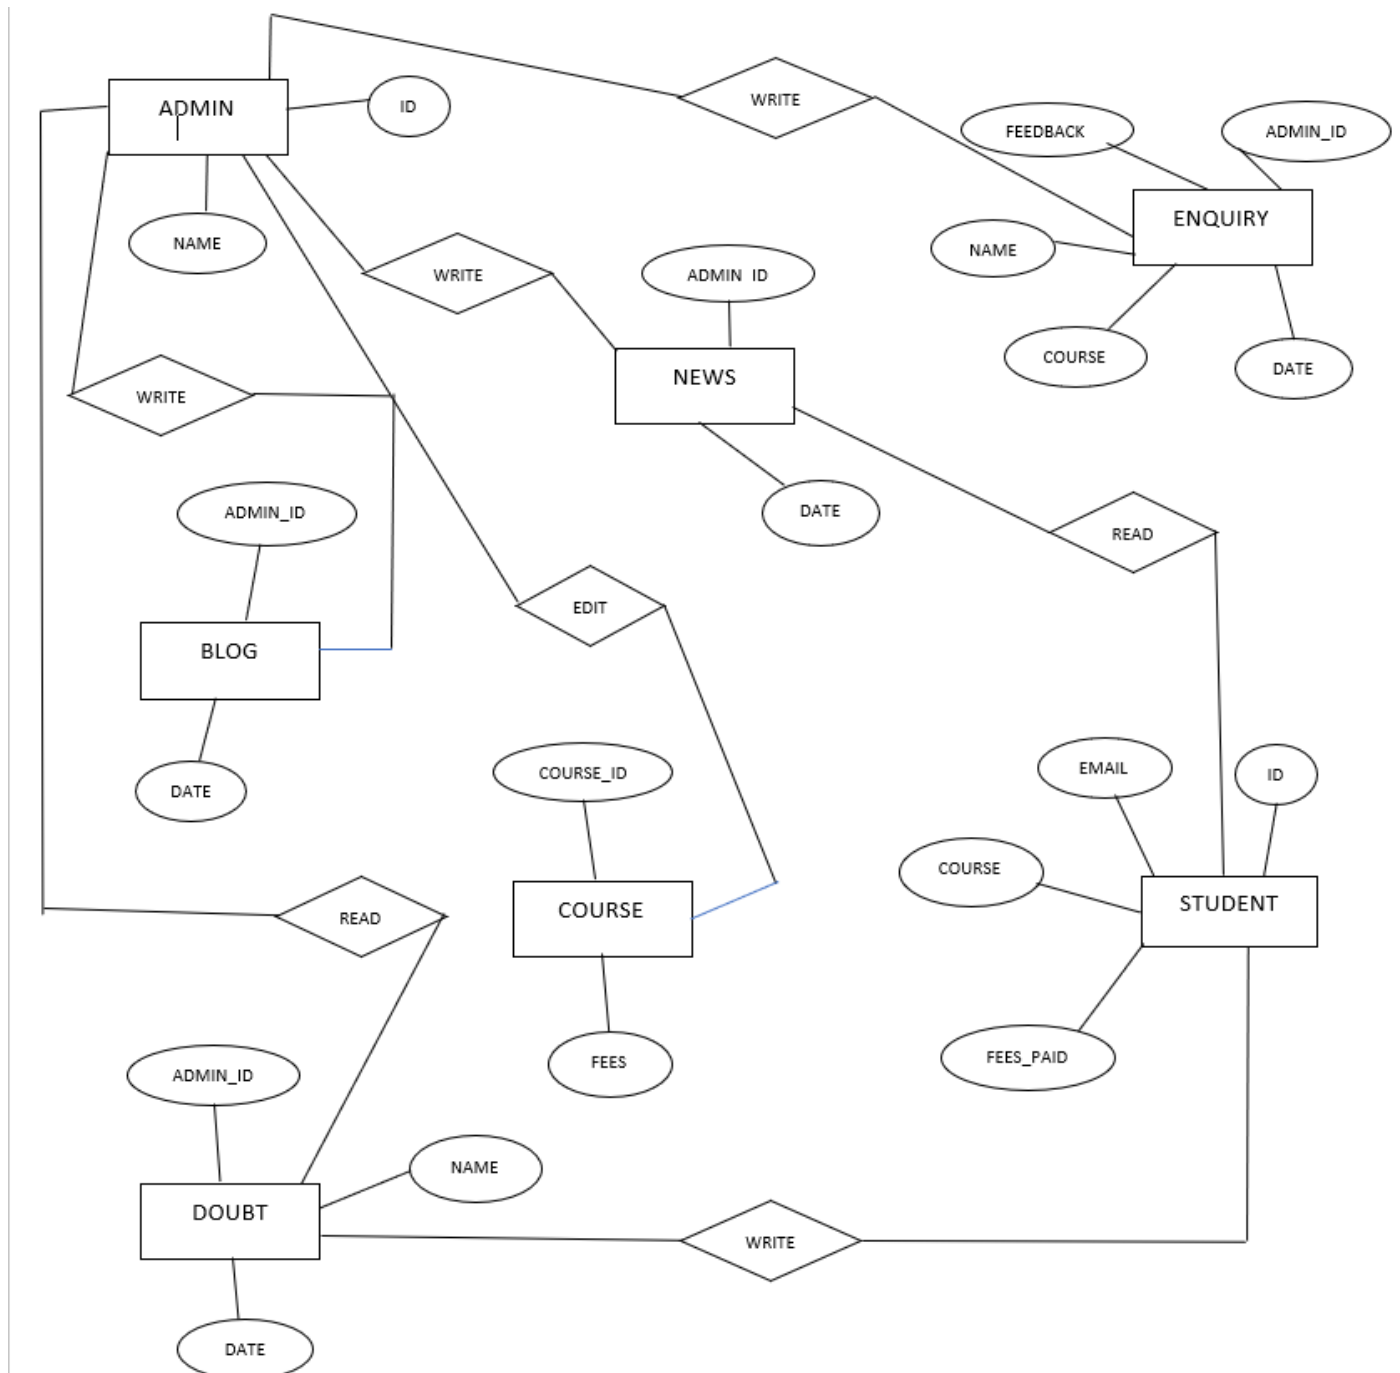 ADMIN
ID
WRITE
FEEDBACK
ADMIN_ID
ENQUIRY
NAME
NAME
WRITE
ADMIN ID
COURSE
DATE
NEWS
WRITE
DATE
READ
ADMIN_ID
EDIT
BLOG
DATE
COURSE_ID
EMAIL
ID
COURSE
STUDENT
READ
COURSE
FEES
FEES_PAID
ADMIN_ID
NAME
DOUBT
WRITE
DATE